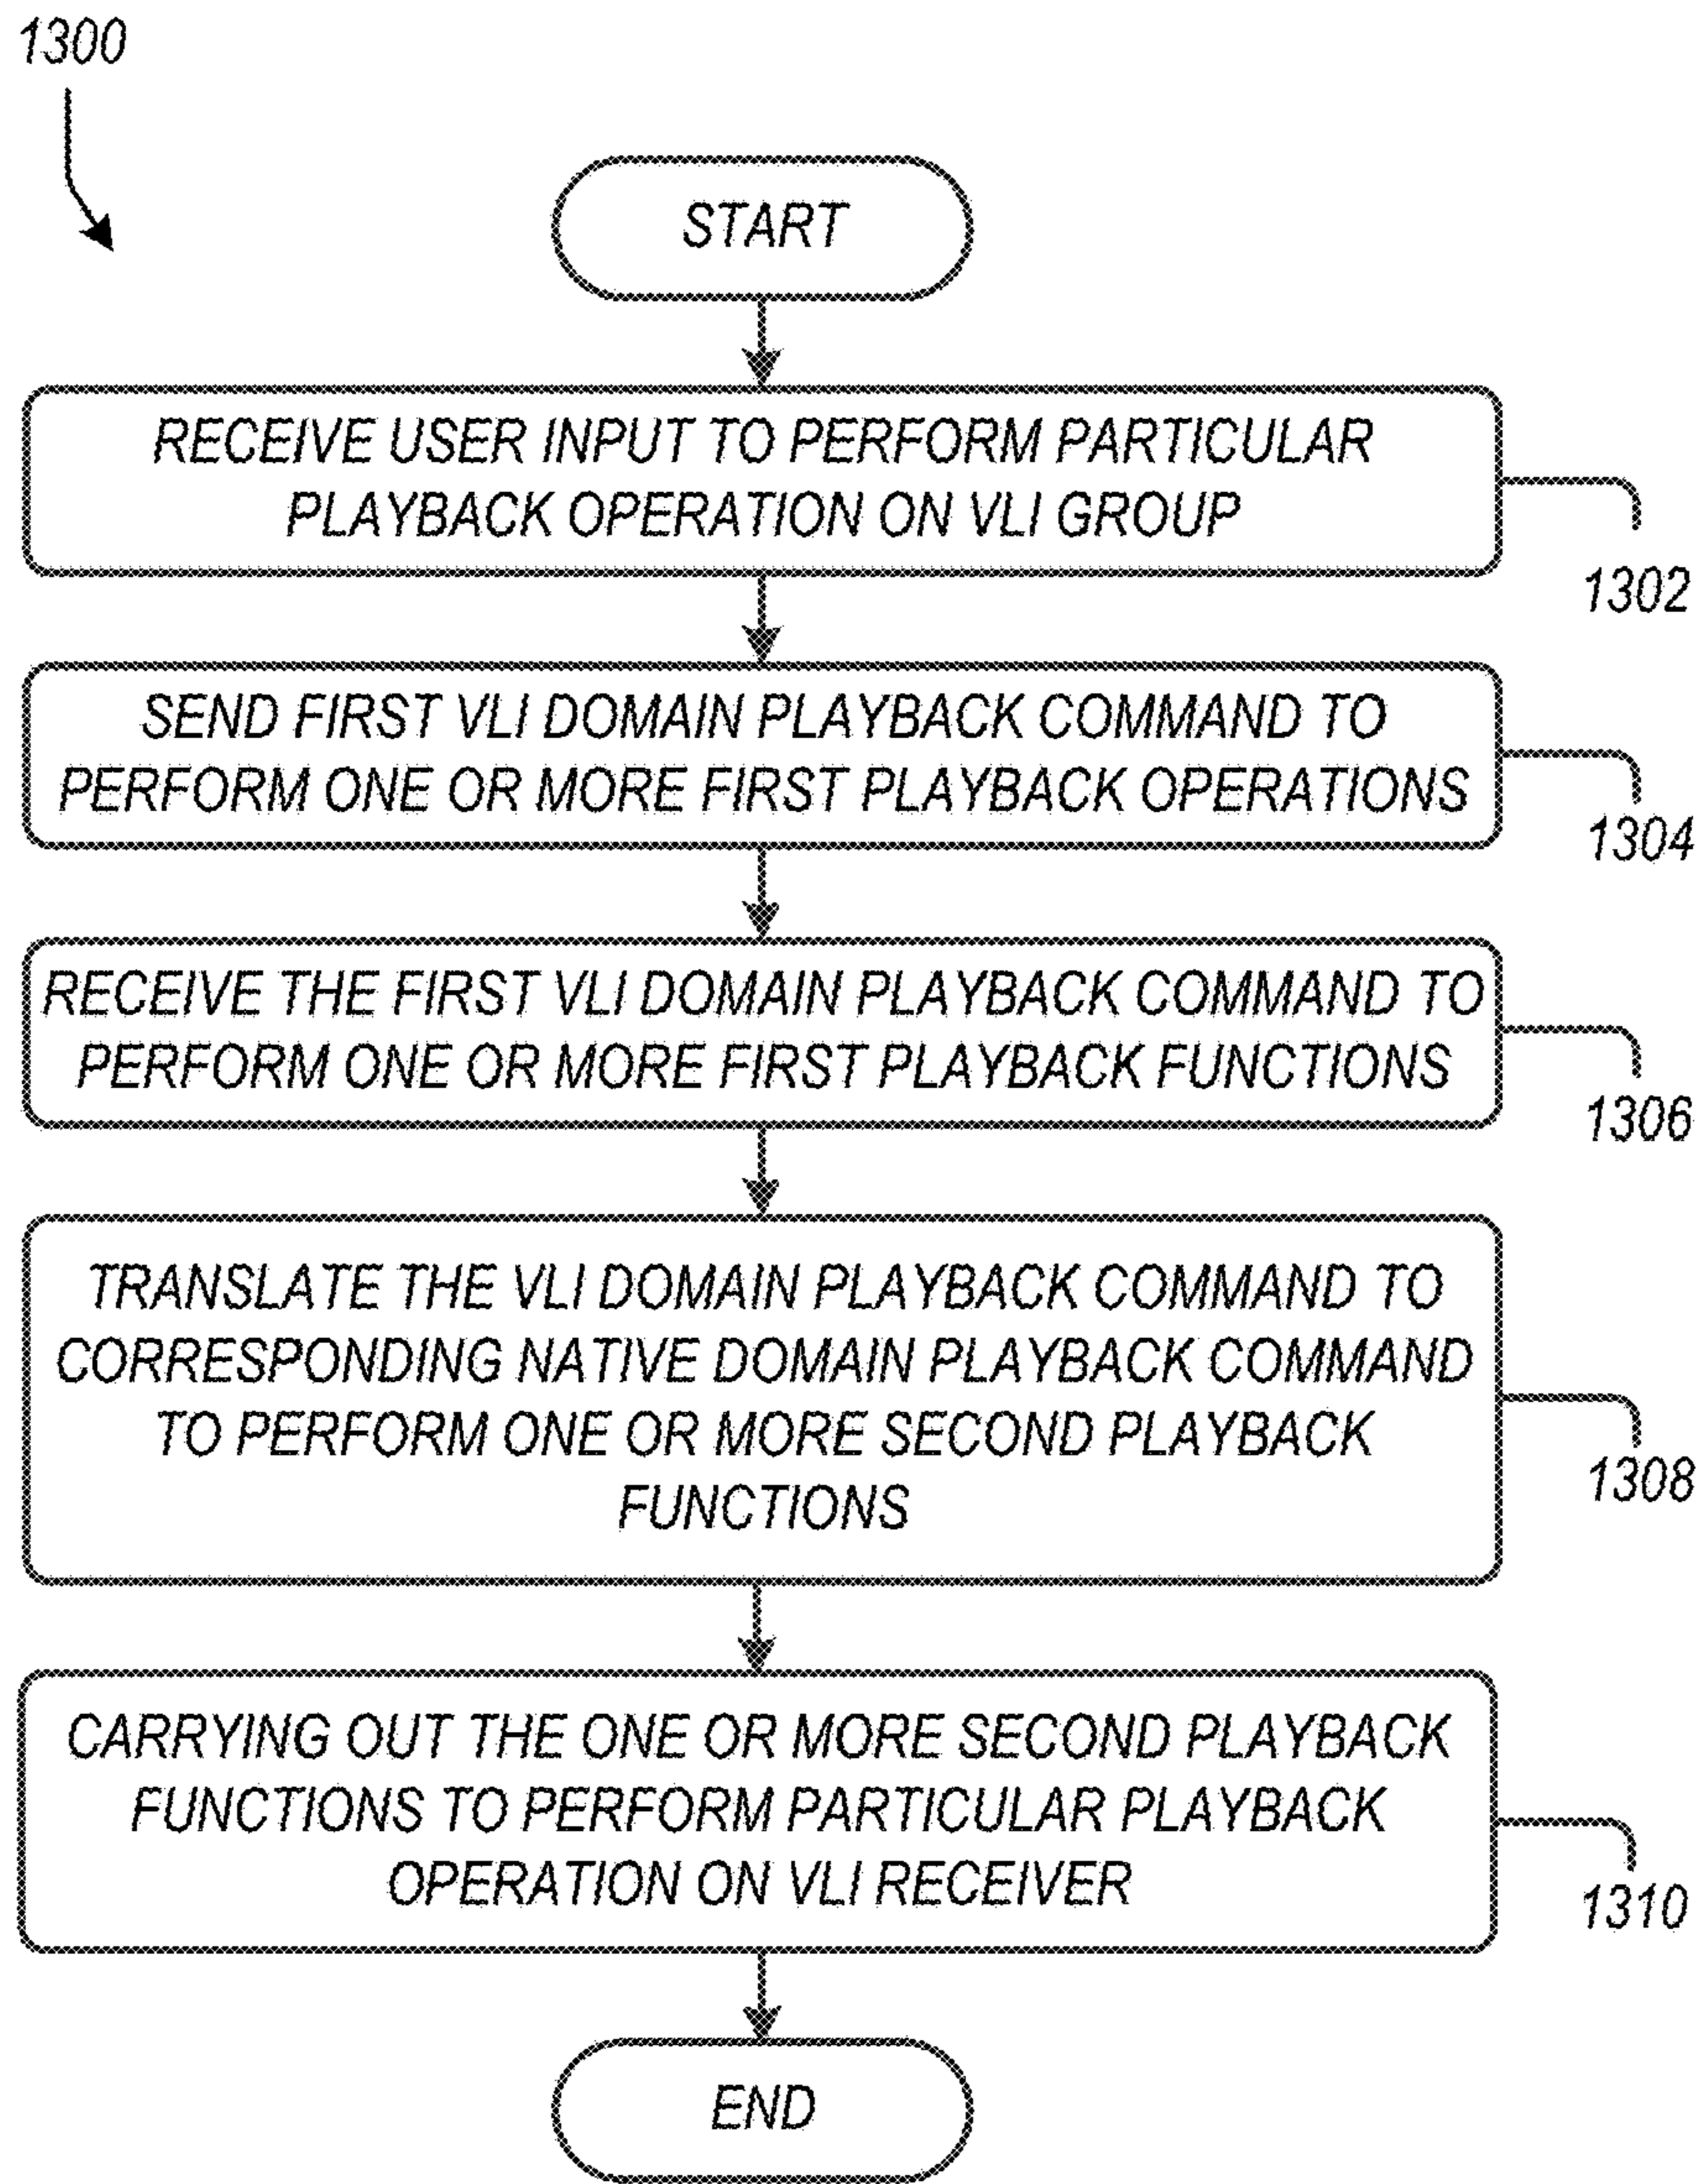 1300
START
RECEIVE USER INPUT TO PERFORM PARTICULAR
PLAYBACK OPERATION ON VLI GROUP
1302
SEND FIRST VLI DOMAIN PLAYBACK COMMAND TO
PERFORM ONE OR MORE FIRST PLAYBACK OPERATIONS
1304
RECEIVE THE FIRST VLI DOMAIN PLAYBACK COMMAND TO
PERFORM ONE OR MORE FIRST PLAYBACK FUNCTIONS
1306
TRANSLATE THE VLI DOMAIN PLAYBACK COMMAND TO
CORRESPONDING NATIVE DOMAIN PLAYBACK COMMAND
TO PERFORM ONE OR MORE SECOND PLAYBACK
FUNCTIONS
1308
CARRYING OUT THE ONE OR MORE SECOND PLAYBACK
FUNCTIONS TO PERFORM PARTICULAR PLAYBACK
OPERATION ON VLI RECEIVER
1310
END